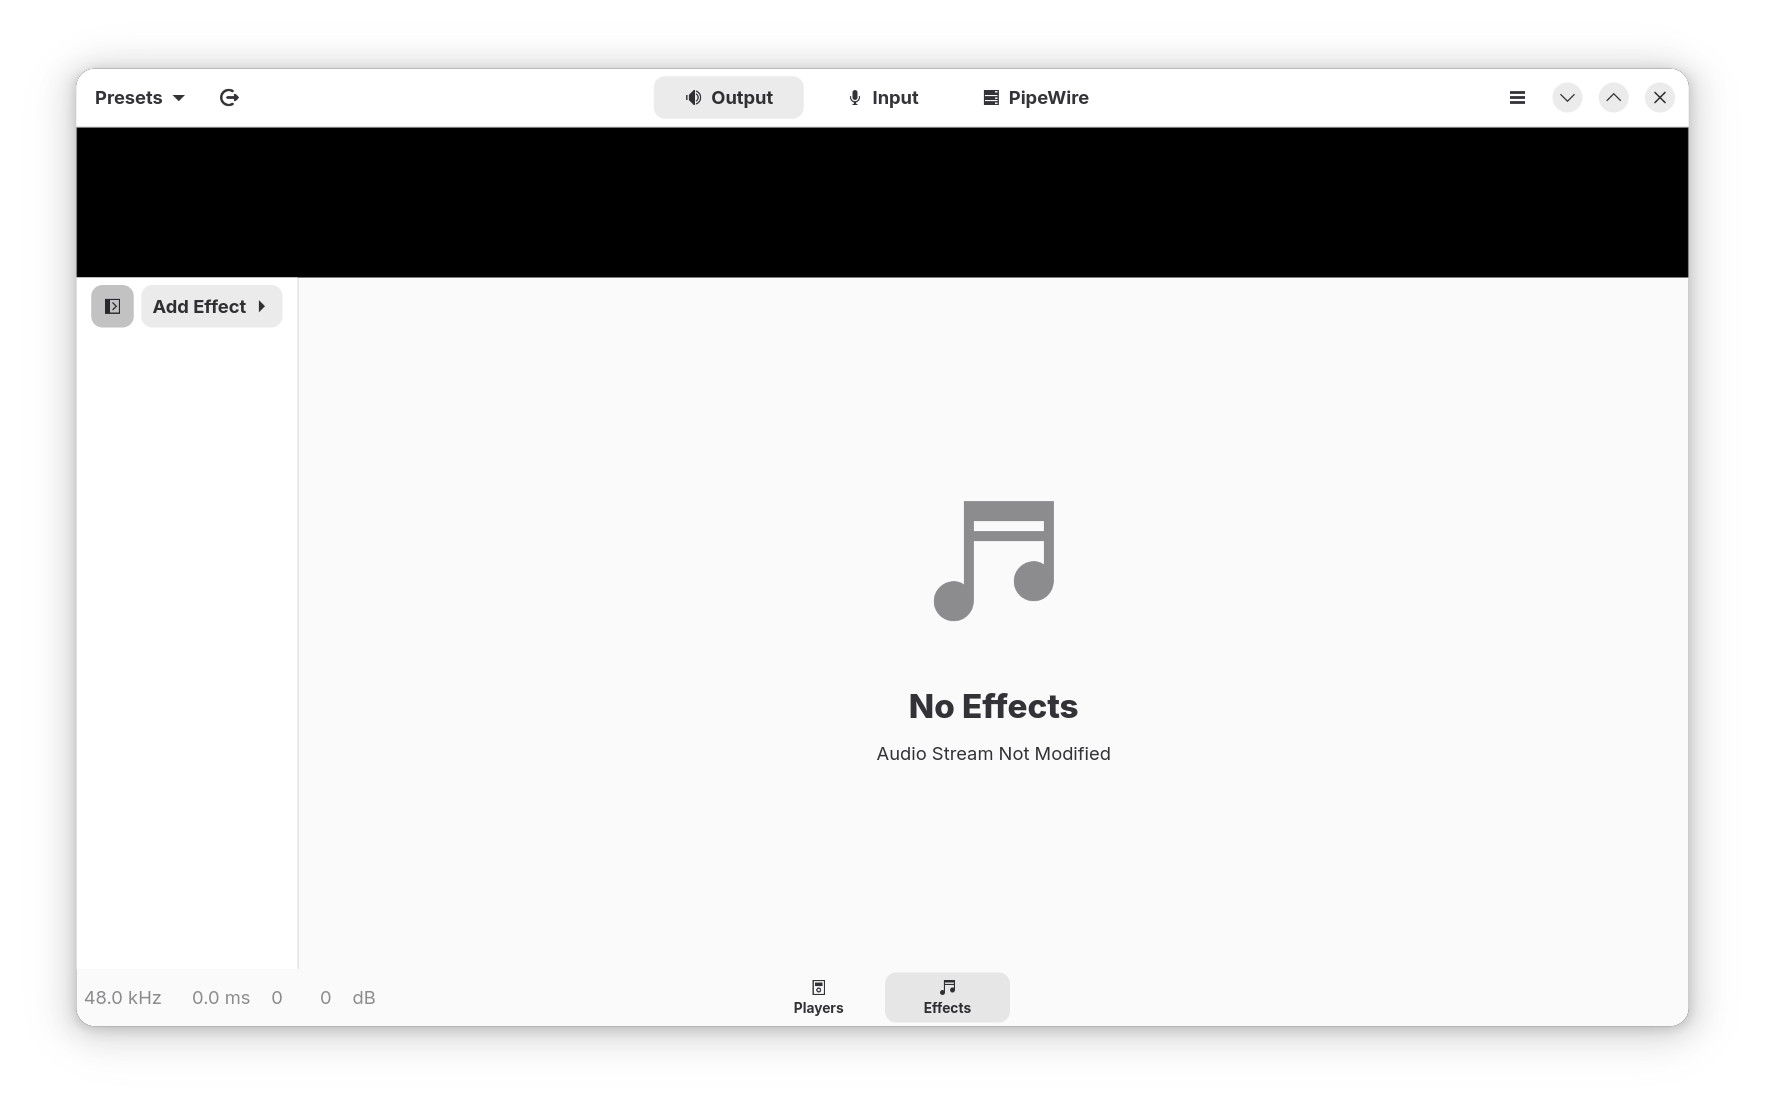 Presets
Output
Input
PipeWire
Add Effect
No Effects
Audio Stream Not Modified
48.0 kHz 0.0 ms 0 0 dB
Players
Effects